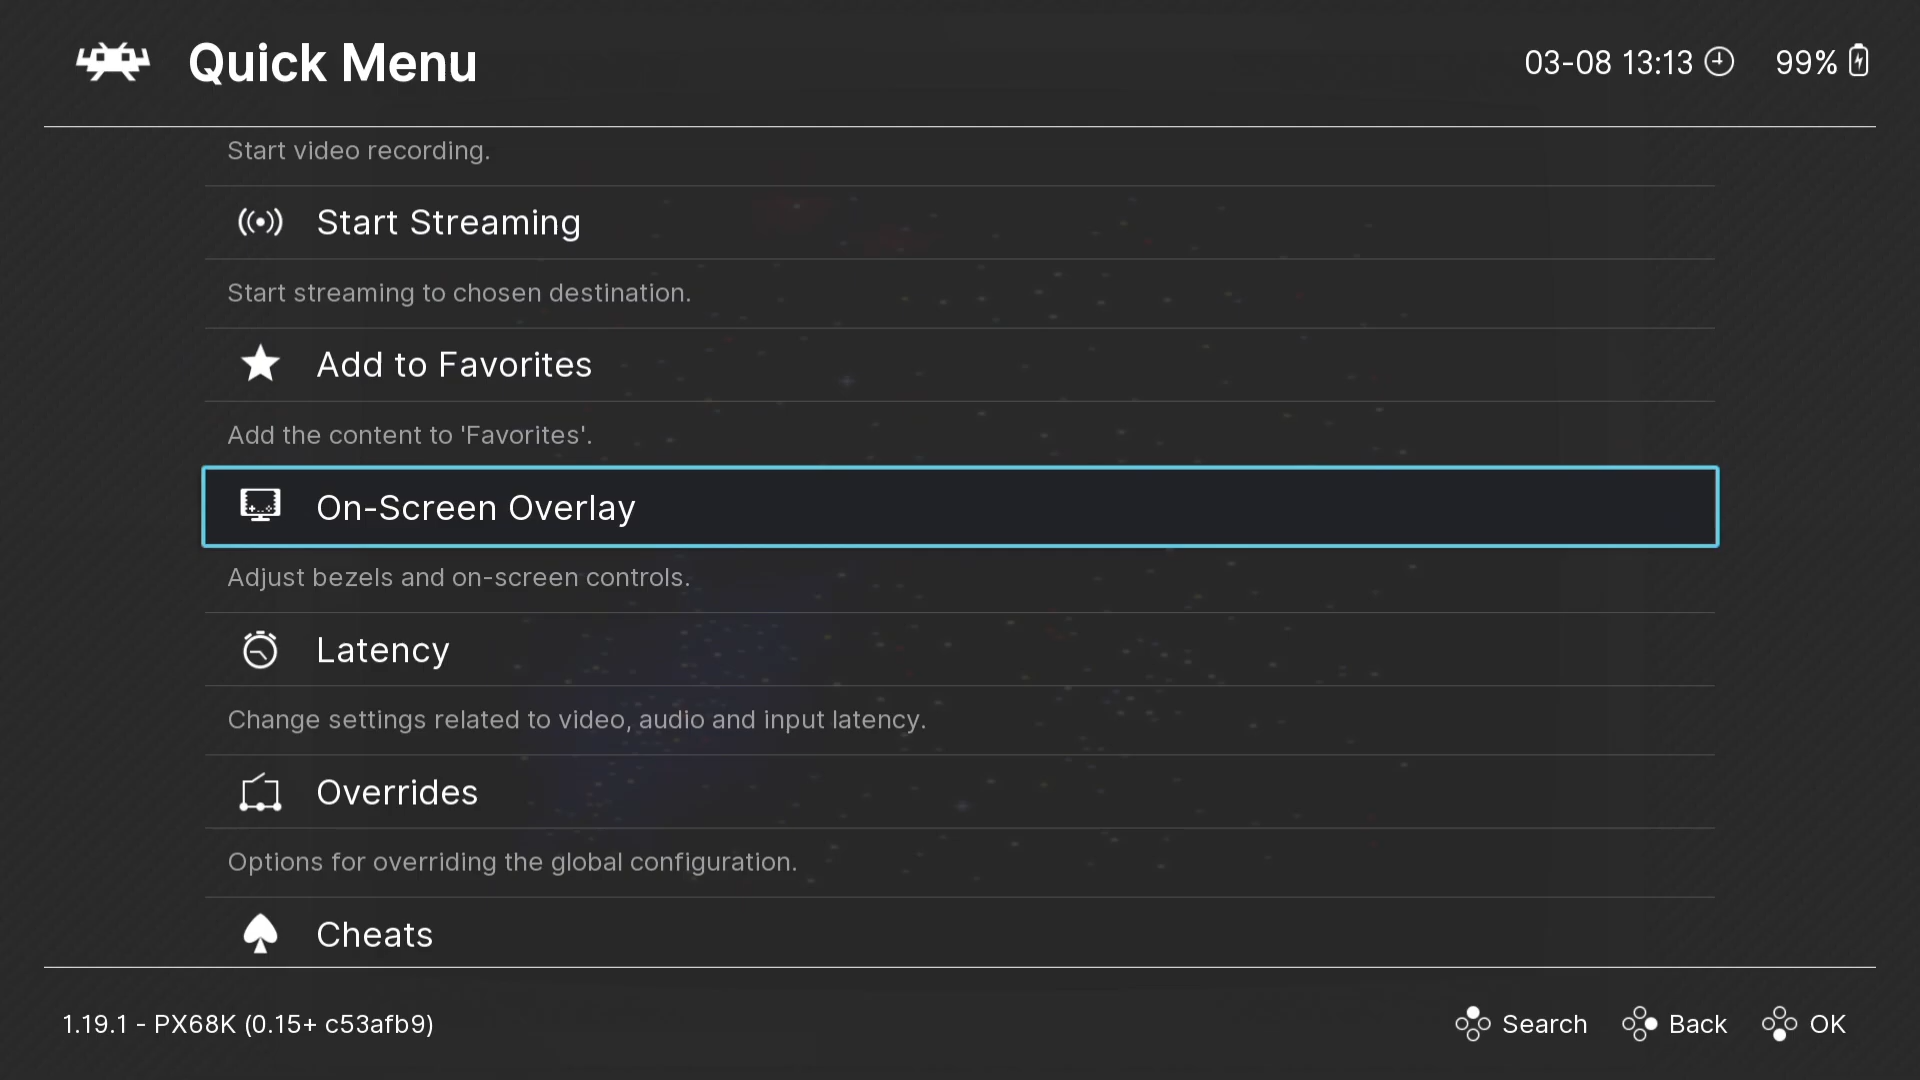 Quick Menu
03-08 13:13
99%
Start video recording.
Start Streaming
Start streaming to chosen destination.
Add to Favorites
Add the content to 'Favorites'.
On-Screen Overlay
Adjust bezels and on-screen controls.
Latency
Change settings related to video, audio and input latency.
Overrides
Options for overriding the global configuration.
Cheats
1.19.1 - PX68K (0.15+ c53afb9)
Search
Back
OK